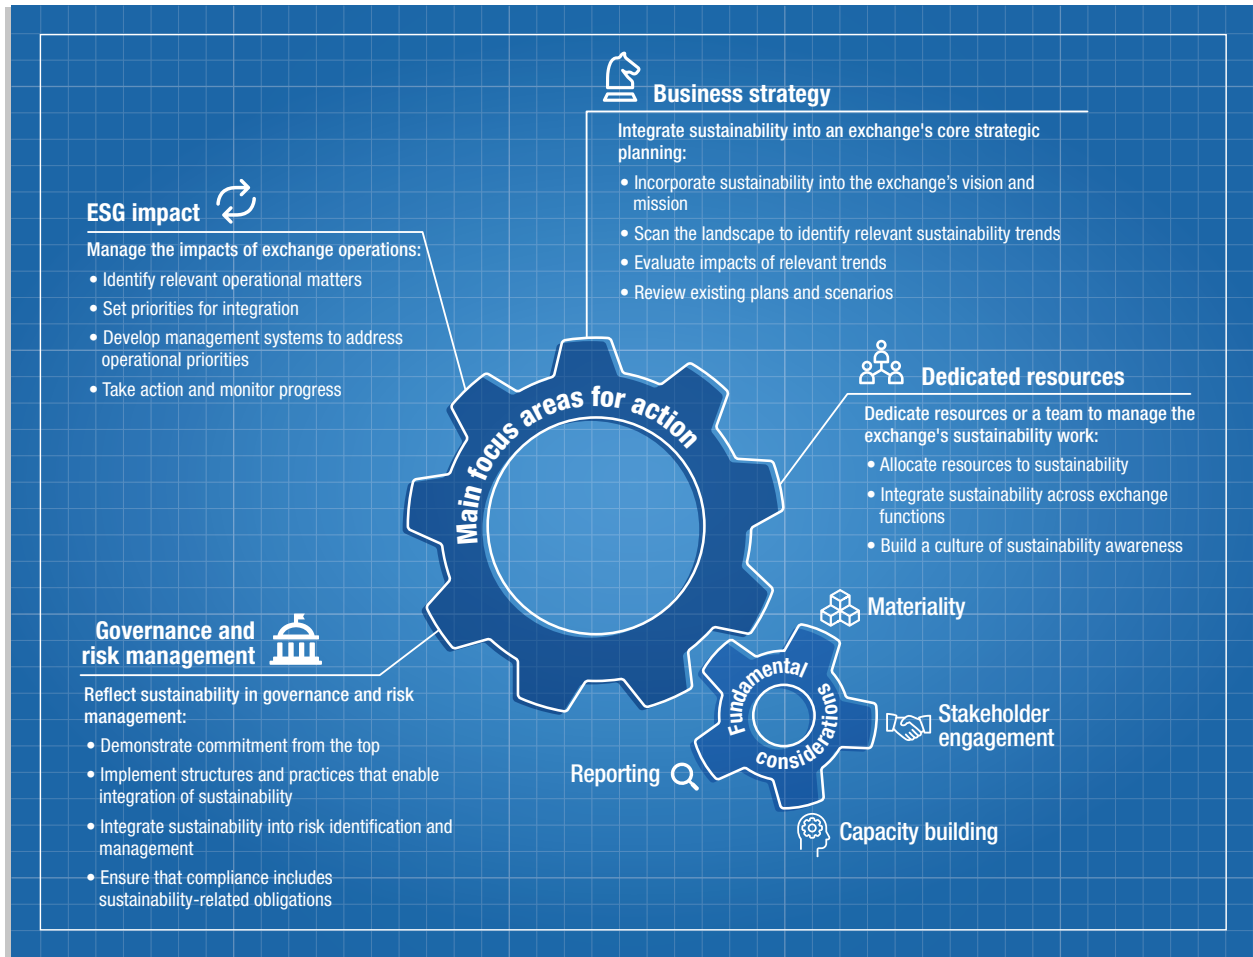 Business strategy
Integrate sustainability into an exchange's core strategic
planning:
• Incorporate sustainability into the exchange’s vision and
mission
• Scan the landscape to identify relevant sustainability trends
• Evaluate impacts of relevant trends
• Review existing plans and scenarios
ESG impact
Manage the impacts of exchange operations:
• Identify relevant operational matters
• Set priorities for integration
• Develop management systems to address
operational priorities
• Take action and monitor progress
Main focus areas for action
Dedicated resources
Dedicate resources or a team to manage the
exchange's sustainability work:
• Allocate resources to sustainability
• Integrate sustainability across exchange
functions
• Build a culture of sustainability awareness
Governance and
risk management
Reflect sustainability in governance and risk
management:
• Demonstrate commitment from the top
• Implement structures and practices that enable
integration of sustainability
• Integrate sustainability into risk identification and
management
• Ensure that compliance includes
sustainability-related obligations
Fundamental
considerations
Materiality
Stakeholder
engagement
Capacity building
Reporting